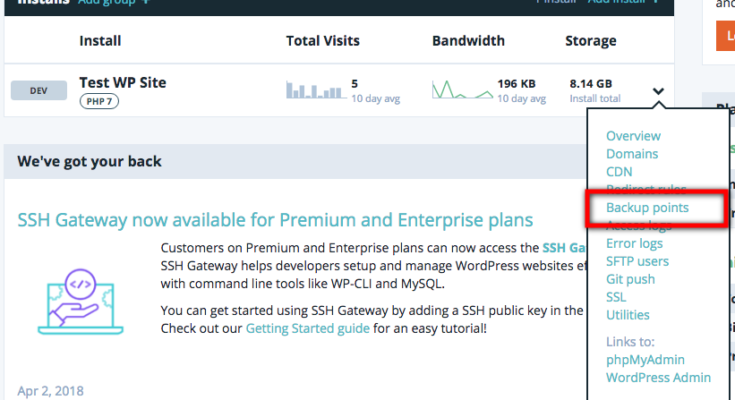 Installs Add group +
1 install Add install +
and
Install Total Visits Bandwidth Storage
DEV
Test WP Site
PHP 7
5
10 day avg
196 KB
10 day avg
8.14 GB
Install total
Overview
Domains
CDN
Redirect rules
Backup points
Access logs
Error logs
SFTP users
Git push
SSL
Utilities
Links to:
phpMyAdmin
WordPress Admin
We've got your back
SSH Gateway now available for Premium and Enterprise plans
Customers on Premium and Enterprise plans can now access the SSH Ga
SSH Gateway helps developers setup and manage WordPress websites ef
with command line tools like WP-CLI and MySQL.
You can get started using SSH Gateway by adding a SSH public key in the
Check out our Getting Started guide for an easy tutorial!
Apr 2, 2018